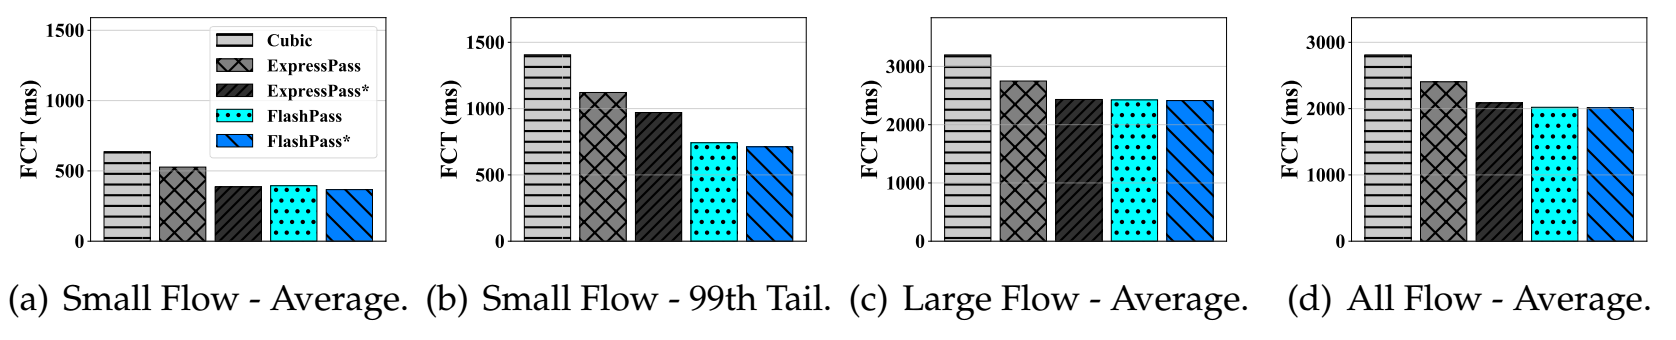 FCT (ms)
1500
1000
500
0
Cubic
ExpressPass
ExpressPass*
FlashPass
FlashPass*
(a) Small Flow - Average.
FCT (ms)
1500
1000
500
0
(b) Small Flow - 99th Tail.
FCT (ms)
3000
2000
1000
0
(c) Large Flow - Average.
FCT (ms)
3000
2000
1000
0
(d) All Flow - Average.